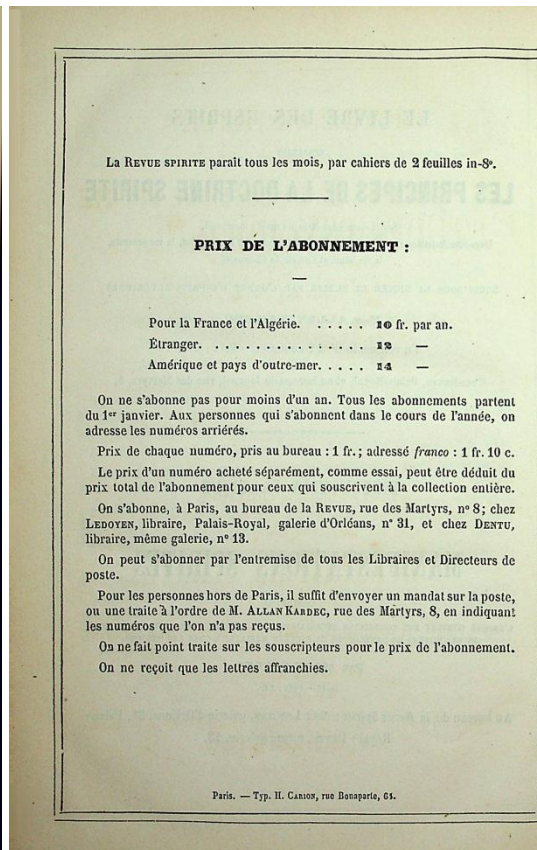 La REVUE SPIRITE paraît tous les mois, par cahiers de 2 feuilles in-8º.
PRIX DE L'ABONNEMENT :
Pour la France et l'Algérie. . . . . . 10 fr. par an.
Étranger. . . . . . . . . . . . . . . 12 —
Amérique et pays d'outre-mer. . . . . 14 —
On ne s'abonne pas pour moins d'un an. Tous les abonnements partent
du 1er janvier. Aux personnes qui s'abonnent dans le cours de l'année, on
adresse les numéros arriérés.
Prix de chaque numéro, pris au bureau : 1 fr. ; adressé franco : 1 fr. 10 c.
Le prix d'un numéro acheté séparément, comme essai, peut être déduit du
prix total de l'abonnement pour ceux qui souscrivent à la collection entière.
On s'abonne, à Paris, au bureau de la REVUE, rue des Martyrs, nº 8; chez
LEDOYEN, libraire, Palais-Royal, galerie d'Orléans, nº 31, et chez DENTU,
libraire, même galerie, nº 13.
On peut s'abonner par l'entremise de tous les Libraires et Directeurs de
poste.
Pour les personnes hors de Paris, il suffit d'envoyer un mandat sur la poste,
ou une traite à l'ordre de M. ALLAN KARDEC, rue des Martyrs, 8, en indiquant
les numéros que l'on n'a pas reçus.
On ne fait point traite sur les souscripteurs pour le prix de l'abonnement.
On ne reçoit que les lettres affranchies.
Paris. — Typ. H. CARION, rue Bonaparte, 64.